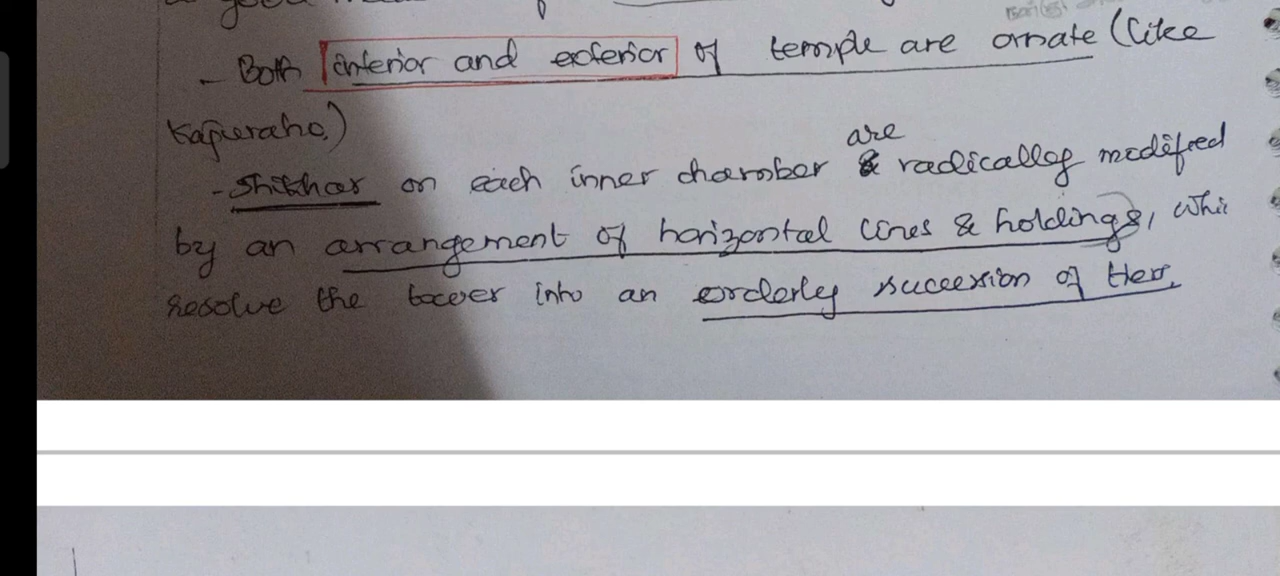 - Both interior and exterior of temple are ornate (like
Kajuraho.)
- Shikhar on each inner chamber are radically modified
by an arrangement of horizontal lines & holdings, whi
resolve the tower into an orderly succession of tiers.